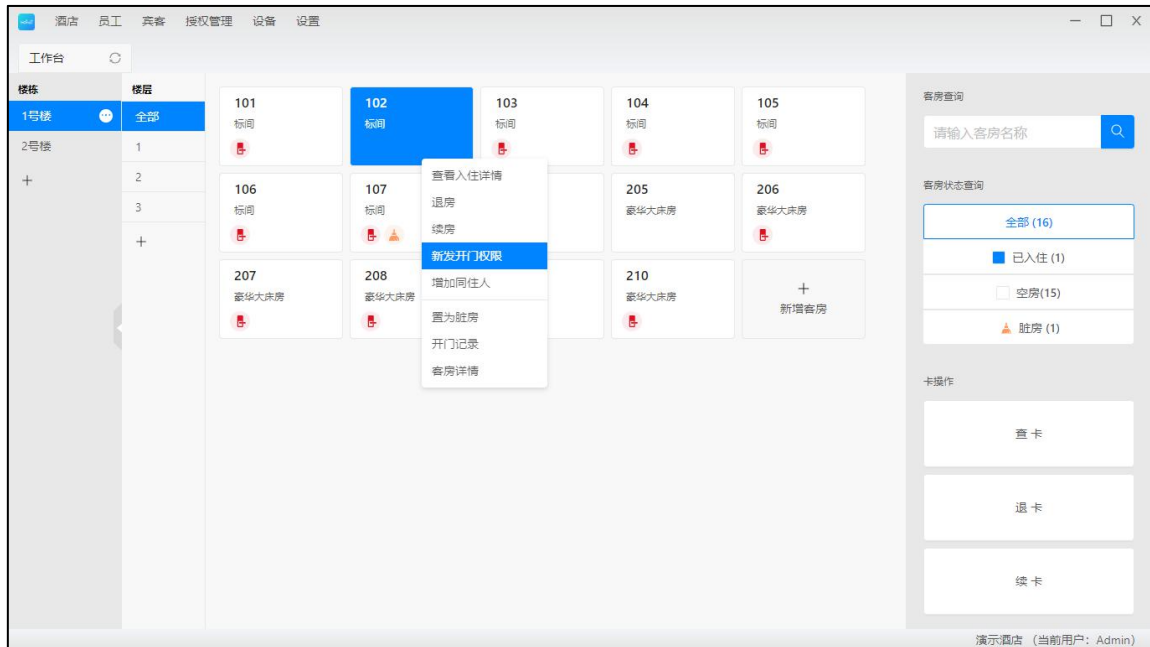 酒店 员工 宾客 授权管理 设备 设置
工作台
楼栋
1号楼
2号楼
楼层
全部
1
2
3
101
标间
102
标间
103
标间
104
标间
105
标间
106
标间
107
标间
205
豪华大床房
206
豪华大床房
207
豪华大床房
208
豪华大床房
210
豪华大床房
新增客房
查看入住详情
退房
续房
新发开门权限
增加同住人
置为脏房
开门记录
客房详情
客房查询
请输入客房名称
客房状态查询
全部 (16)
已入住 (1)
空房(15)
脏房 (1)
卡操作
查卡
退卡
续卡
演示酒店 （当前用户：Admin）